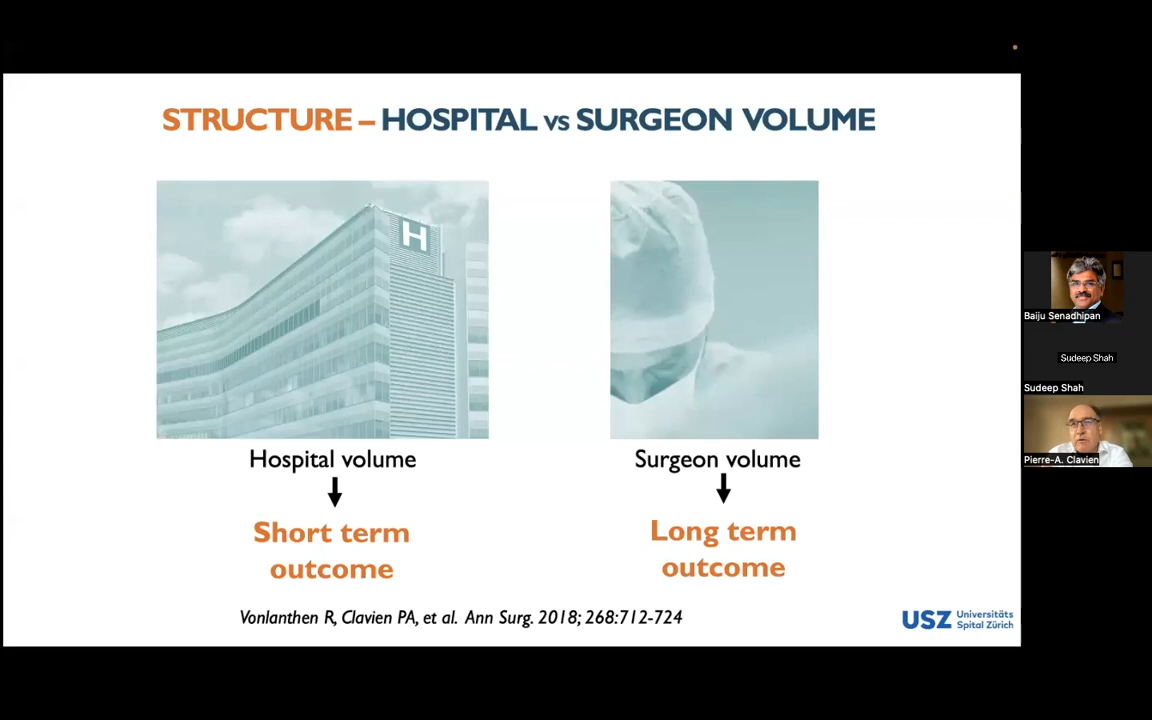 STRUCTURE – HOSPITAL vs SURGEON VOLUME
H
Hospital volume
Short term
outcome
Surgeon volume
Long term
outcome
Vonlanthen R, Clavien PA, et al. Ann Surg. 2018; 268:712-724
USZ Universitäts
Spital Zürich
Baiju Senadhipan
Sudeep Shah
Sudeep Shah
Pierre-A. Clavien